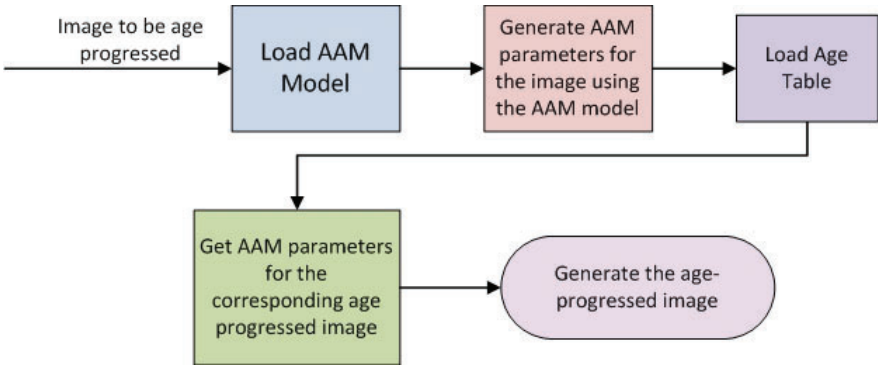 Image to be age
progressed
Load AAM
Model
Generate AAM
parameters for
the image using
the AAM model
Load Age
Table
Get AAM parameters
for the
corresponding age
progressed image
Generate the age-
progressed image